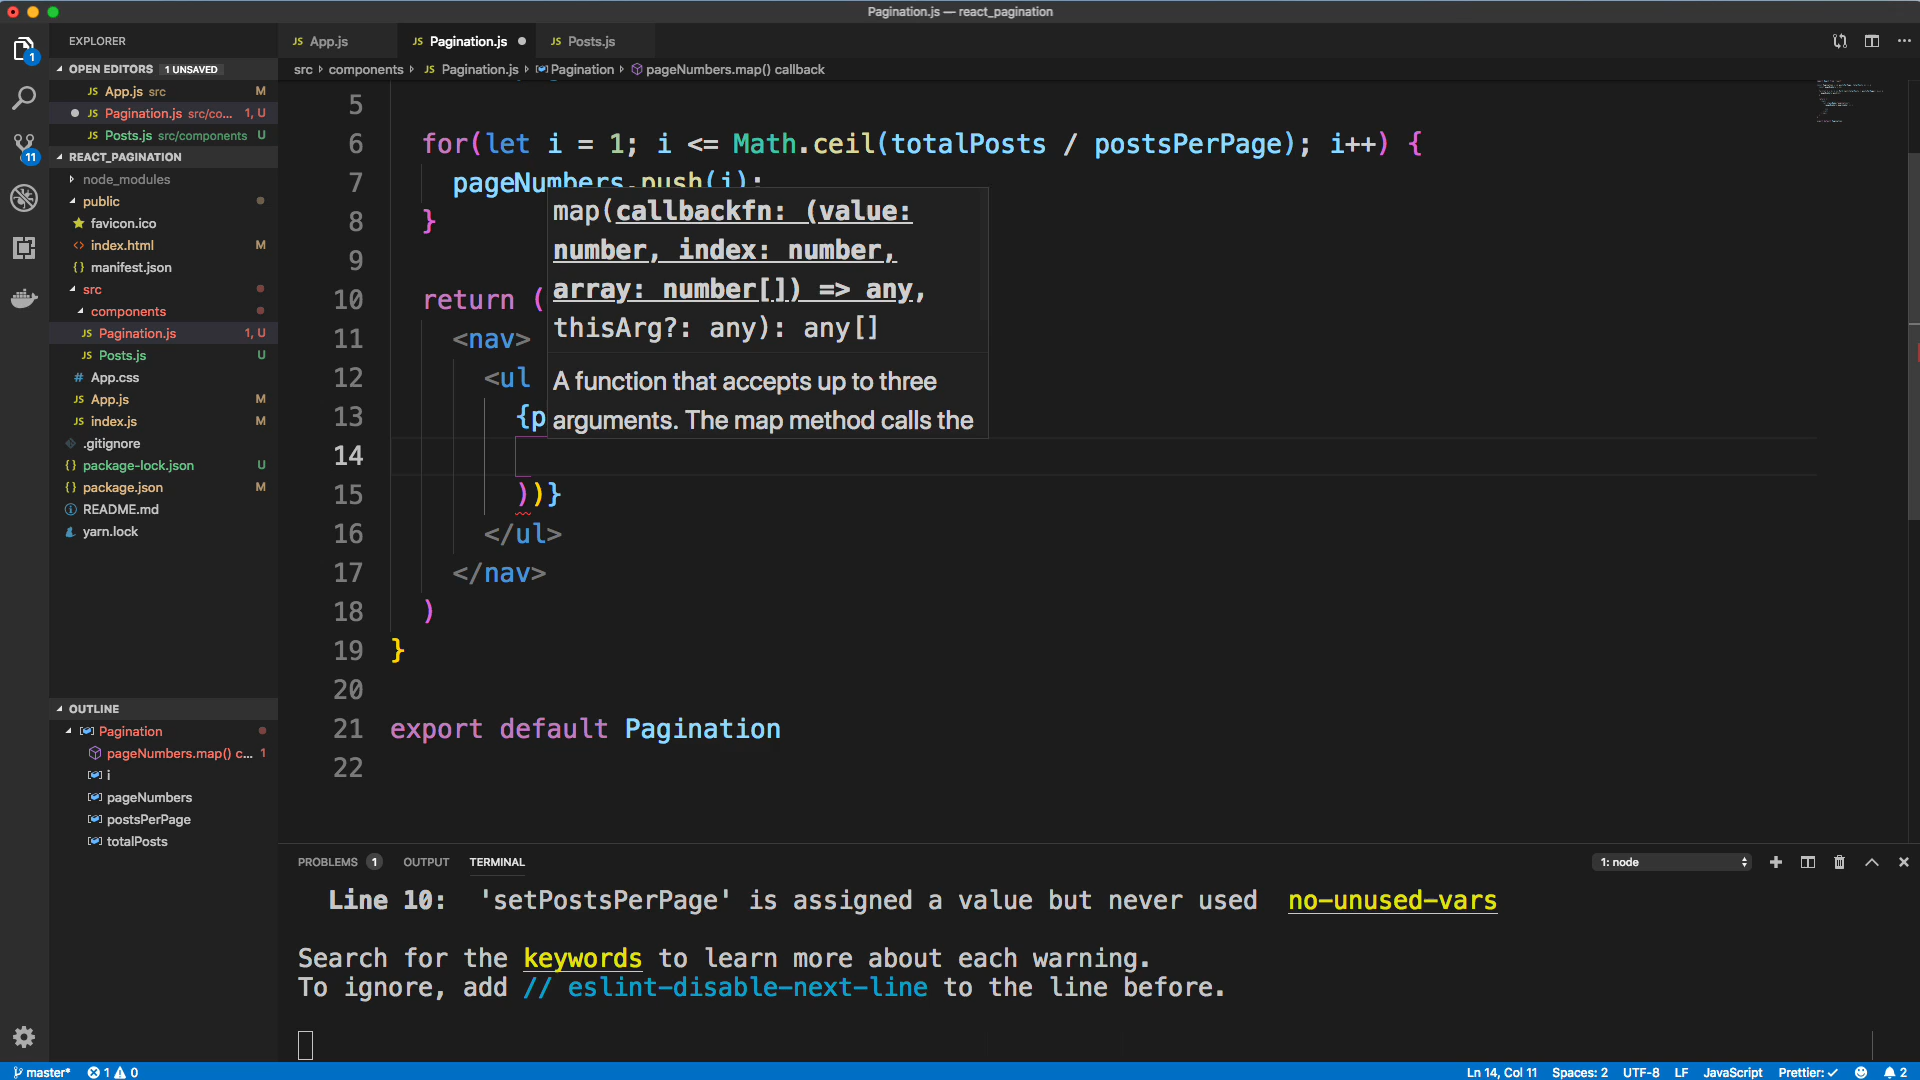 Pagination.js — react_pagination
EXPLORER
OPEN EDITORS 1 UNSAVED
JS App.js src M
JS Pagination.js src/co... 1, U
JS Posts.js src/components U
REACT_PAGINATION
node_modules
public
favicon.ico
<> index.html M
{} manifest.json
src
components
JS Pagination.js 1, U
JS Posts.js U
# App.css
JS App.js M
JS index.js M
.gitignore
{} package-lock.json U
{} package.json M
README.md
yarn.lock
OUTLINE
Pagination
pageNumbers.map() c... 1
i
pageNumbers
postsPerPage
totalPosts
1
11
JS App.js JS Pagination.js JS Posts.js
src components JS Pagination.js Pagination pageNumbers.map() callback
5
6 for(let i = 1; i <= Math.ceil(totalPosts / postsPerPage); i++) {
7 pageNumbers.push(i);
8 }
9
10 return (
11 <nav>
12 <ul
13 {p
14
15 ))}
16 </ul>
17 </nav>
18 )
19 }
20
21 export default Pagination
22
map(callbackfn: (value:
number, index: number,
array: number[]) => any,
thisArg?: any): any[]
A function that accepts up to three
arguments. The map method calls the
PROBLEMS 1 OUTPUT TERMINAL 1: node
Line 10: 'setPostsPerPage' is assigned a value but never used no-unused-vars
Search for the keywords to learn more about each warning.
To ignore, add // eslint-disable-next-line to the line before.
master* 1 0 Ln 14, Col 11 Spaces: 2 UTF-8 LF JavaScript Prettier: ✓ 2